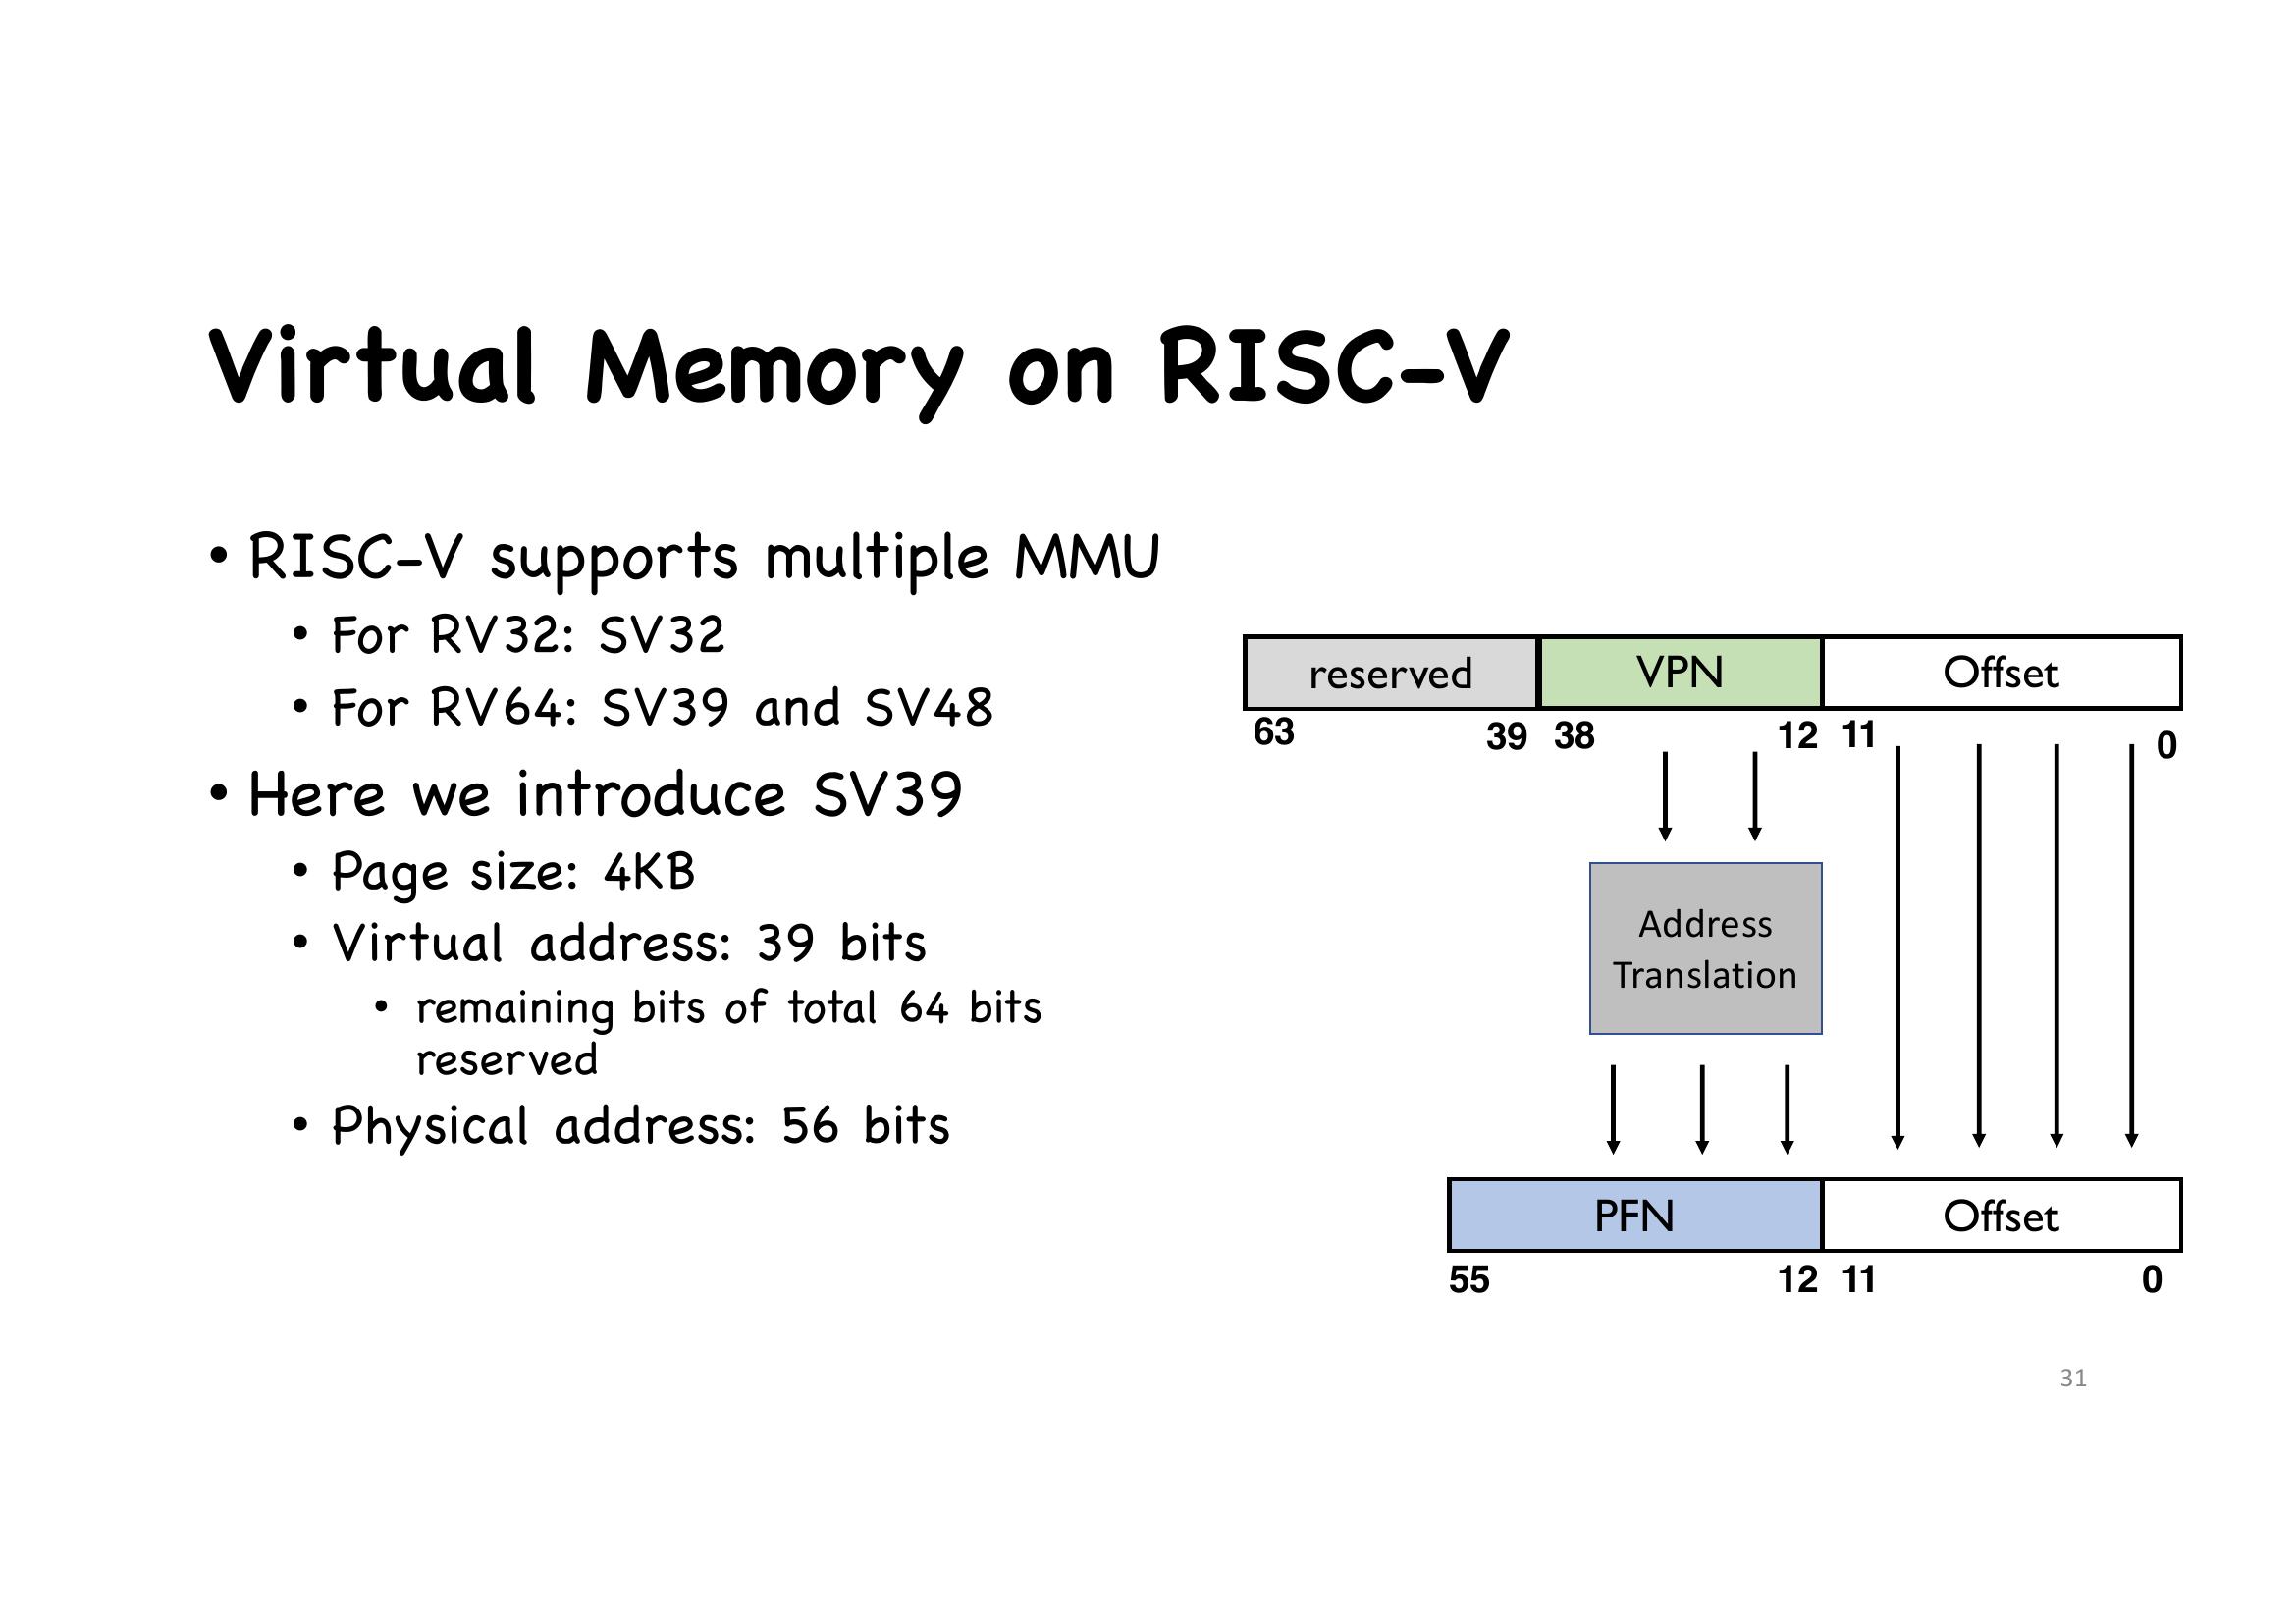 Virtual Memory on RISC-V
• RISC-V supports multiple MMU
• For RV32: SV32
• For RV64: SV39 and SV48
• Here we introduce SV39
• Page size: 4KB
• Virtual address: 39 bits
• remaining bits of total 64 bits
reserved
• Physical address: 56 bits
reserved VPN Offset
63 39 38 12 11 0
Address
Translation
PFN Offset
55 12 11 0
31